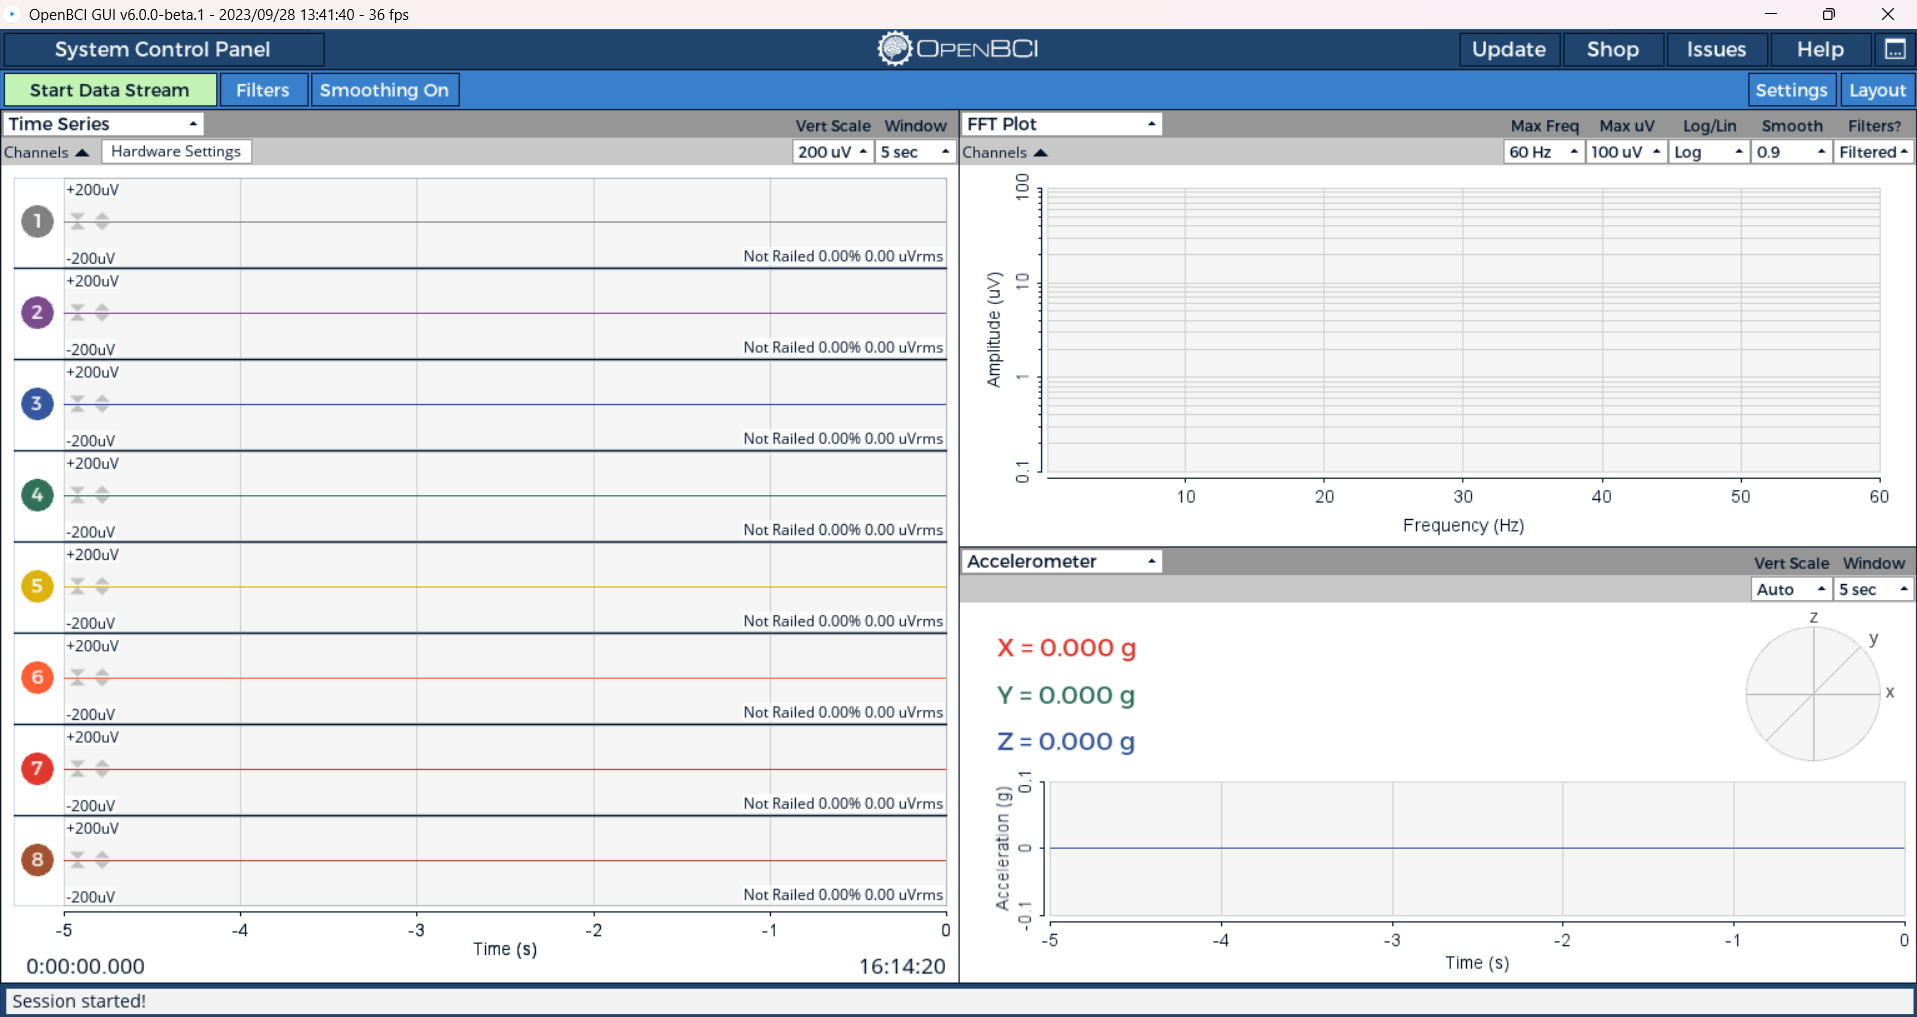 OpenBCI GUI v6.0.0-beta.1 - 2023/09/28 13:41:40 - 36 fps
System Control Panel
OPENBCI
Update Shop Issues Help
Start Data Stream Filters Smoothing On
Settings Layout
Time Series
Vert Scale Window
Channels Hardware Settings
200 uV 5 sec
+200uV
1
-200uV
Not Railed 0.00% 0.00 uVrms
+200uV
2
-200uV
Not Railed 0.00% 0.00 uVrms
+200uV
3
-200uV
Not Railed 0.00% 0.00 uVrms
+200uV
4
-200uV
Not Railed 0.00% 0.00 uVrms
+200uV
5
-200uV
Not Railed 0.00% 0.00 uVrms
+200uV
6
-200uV
Not Railed 0.00% 0.00 uVrms
+200uV
7
-200uV
Not Railed 0.00% 0.00 uVrms
+200uV
8
-200uV
Not Railed 0.00% 0.00 uVrms
-5 -4 -3 -2 -1 0
Time (s)
0:00:00.000
16:14:20
FFT Plot
Max Freq Max uV Log/Lin Smooth Filters?
Channels
60 Hz 100 uV Log 0.9 Filtered
Amplitude (uV)
100
10
1
0.1
10 20 30 40 50 60
Frequency (Hz)
Accelerometer
Vert Scale Window
Auto 5 sec
X = 0.000 g
Y = 0.000 g
Z = 0.000 g
z
y
x
Acceleration (g)
0.1
0
-0.1
-5 -4 -3 -2 -1 0
Time (s)
Session started!